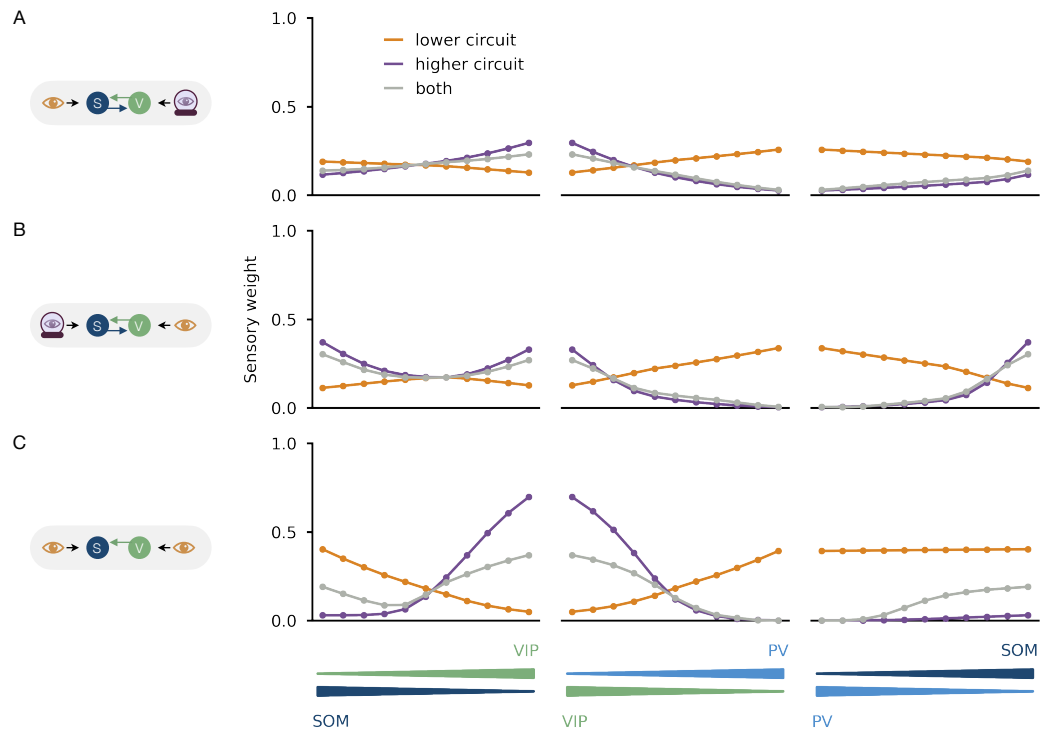 A
1.0
0.5
0.0
lower circuit
higher circuit
both
S V
B
1.0
0.5
0.0
Sensory weight
S V
C
1.0
0.5
0.0
S V
VIP PV SOM
SOM VIP PV